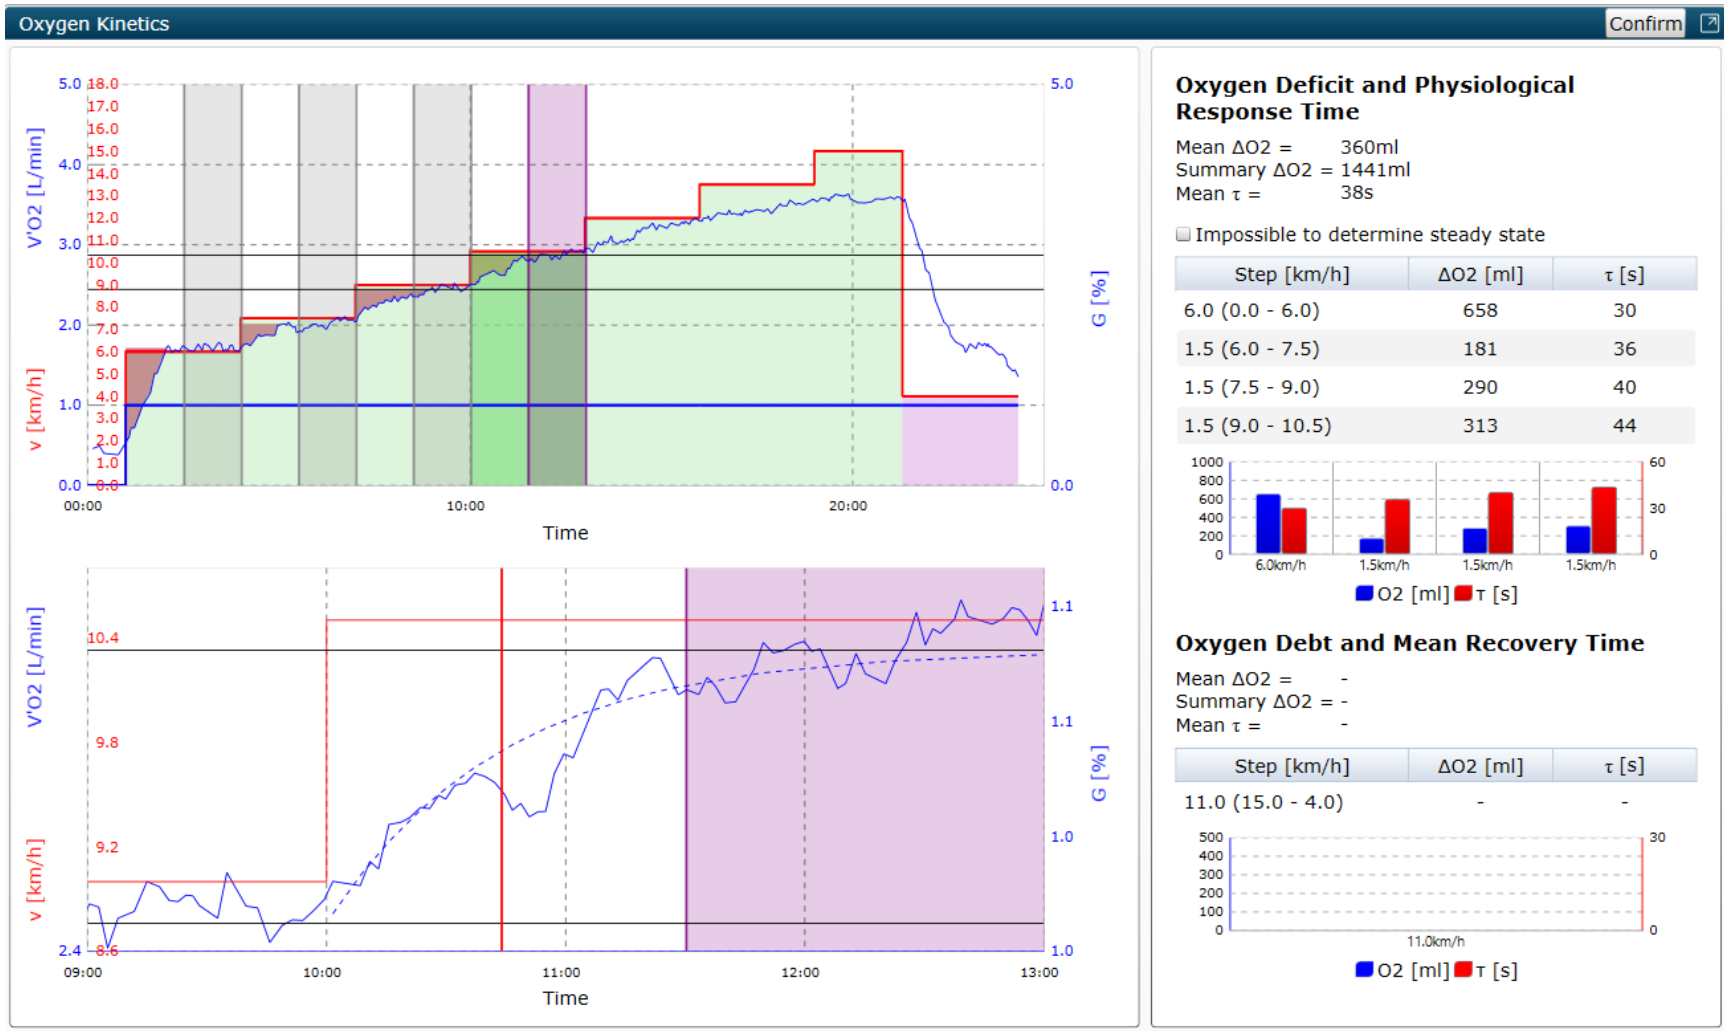 Oxygen Kinetics
Confirm
5.0
18.0
17.0
16.0
15.0
14.0
13.0
12.0
11.0
10.0
9.0
8.0
7.0
6.0
5.0
4.0
3.0
2.0
1.0
0.0
4.0
3.0
2.0
1.0
0.0
V'O2 [L/min]
v [km/h]
5.0
0.0
G [%]
00:00
10:00
20:00
Time
V'O2 [L/min]
v [km/h]
10.4
9.8
9.2
8.6
2.4
1.1
1.1
1.0
1.0
G [%]
09:00
10:00
11:00
12:00
13:00
Time
Oxygen Deficit and Physiological
Response Time
Mean ΔO2 = 360ml
Summary ΔO2 = 1441ml
Mean τ = 38s
Impossible to determine steady state
Step [km/h] ΔO2 [ml] τ [s]
6.0 (0.0 - 6.0) 658 30
1.5 (6.0 - 7.5) 181 36
1.5 (7.5 - 9.0) 290 40
1.5 (9.0 - 10.5) 313 44
1000
800
600
400
200
0
60
30
0
6.0km/h 1.5km/h 1.5km/h 1.5km/h
O2 [ml] τ [s]
Oxygen Debt and Mean Recovery Time
Mean ΔO2 = -
Summary ΔO2 = -
Mean τ = -
Step [km/h] ΔO2 [ml] τ [s]
11.0 (15.0 - 4.0) - -
500
400
300
200
100
0
30
0
11.0km/h
O2 [ml] τ [s]